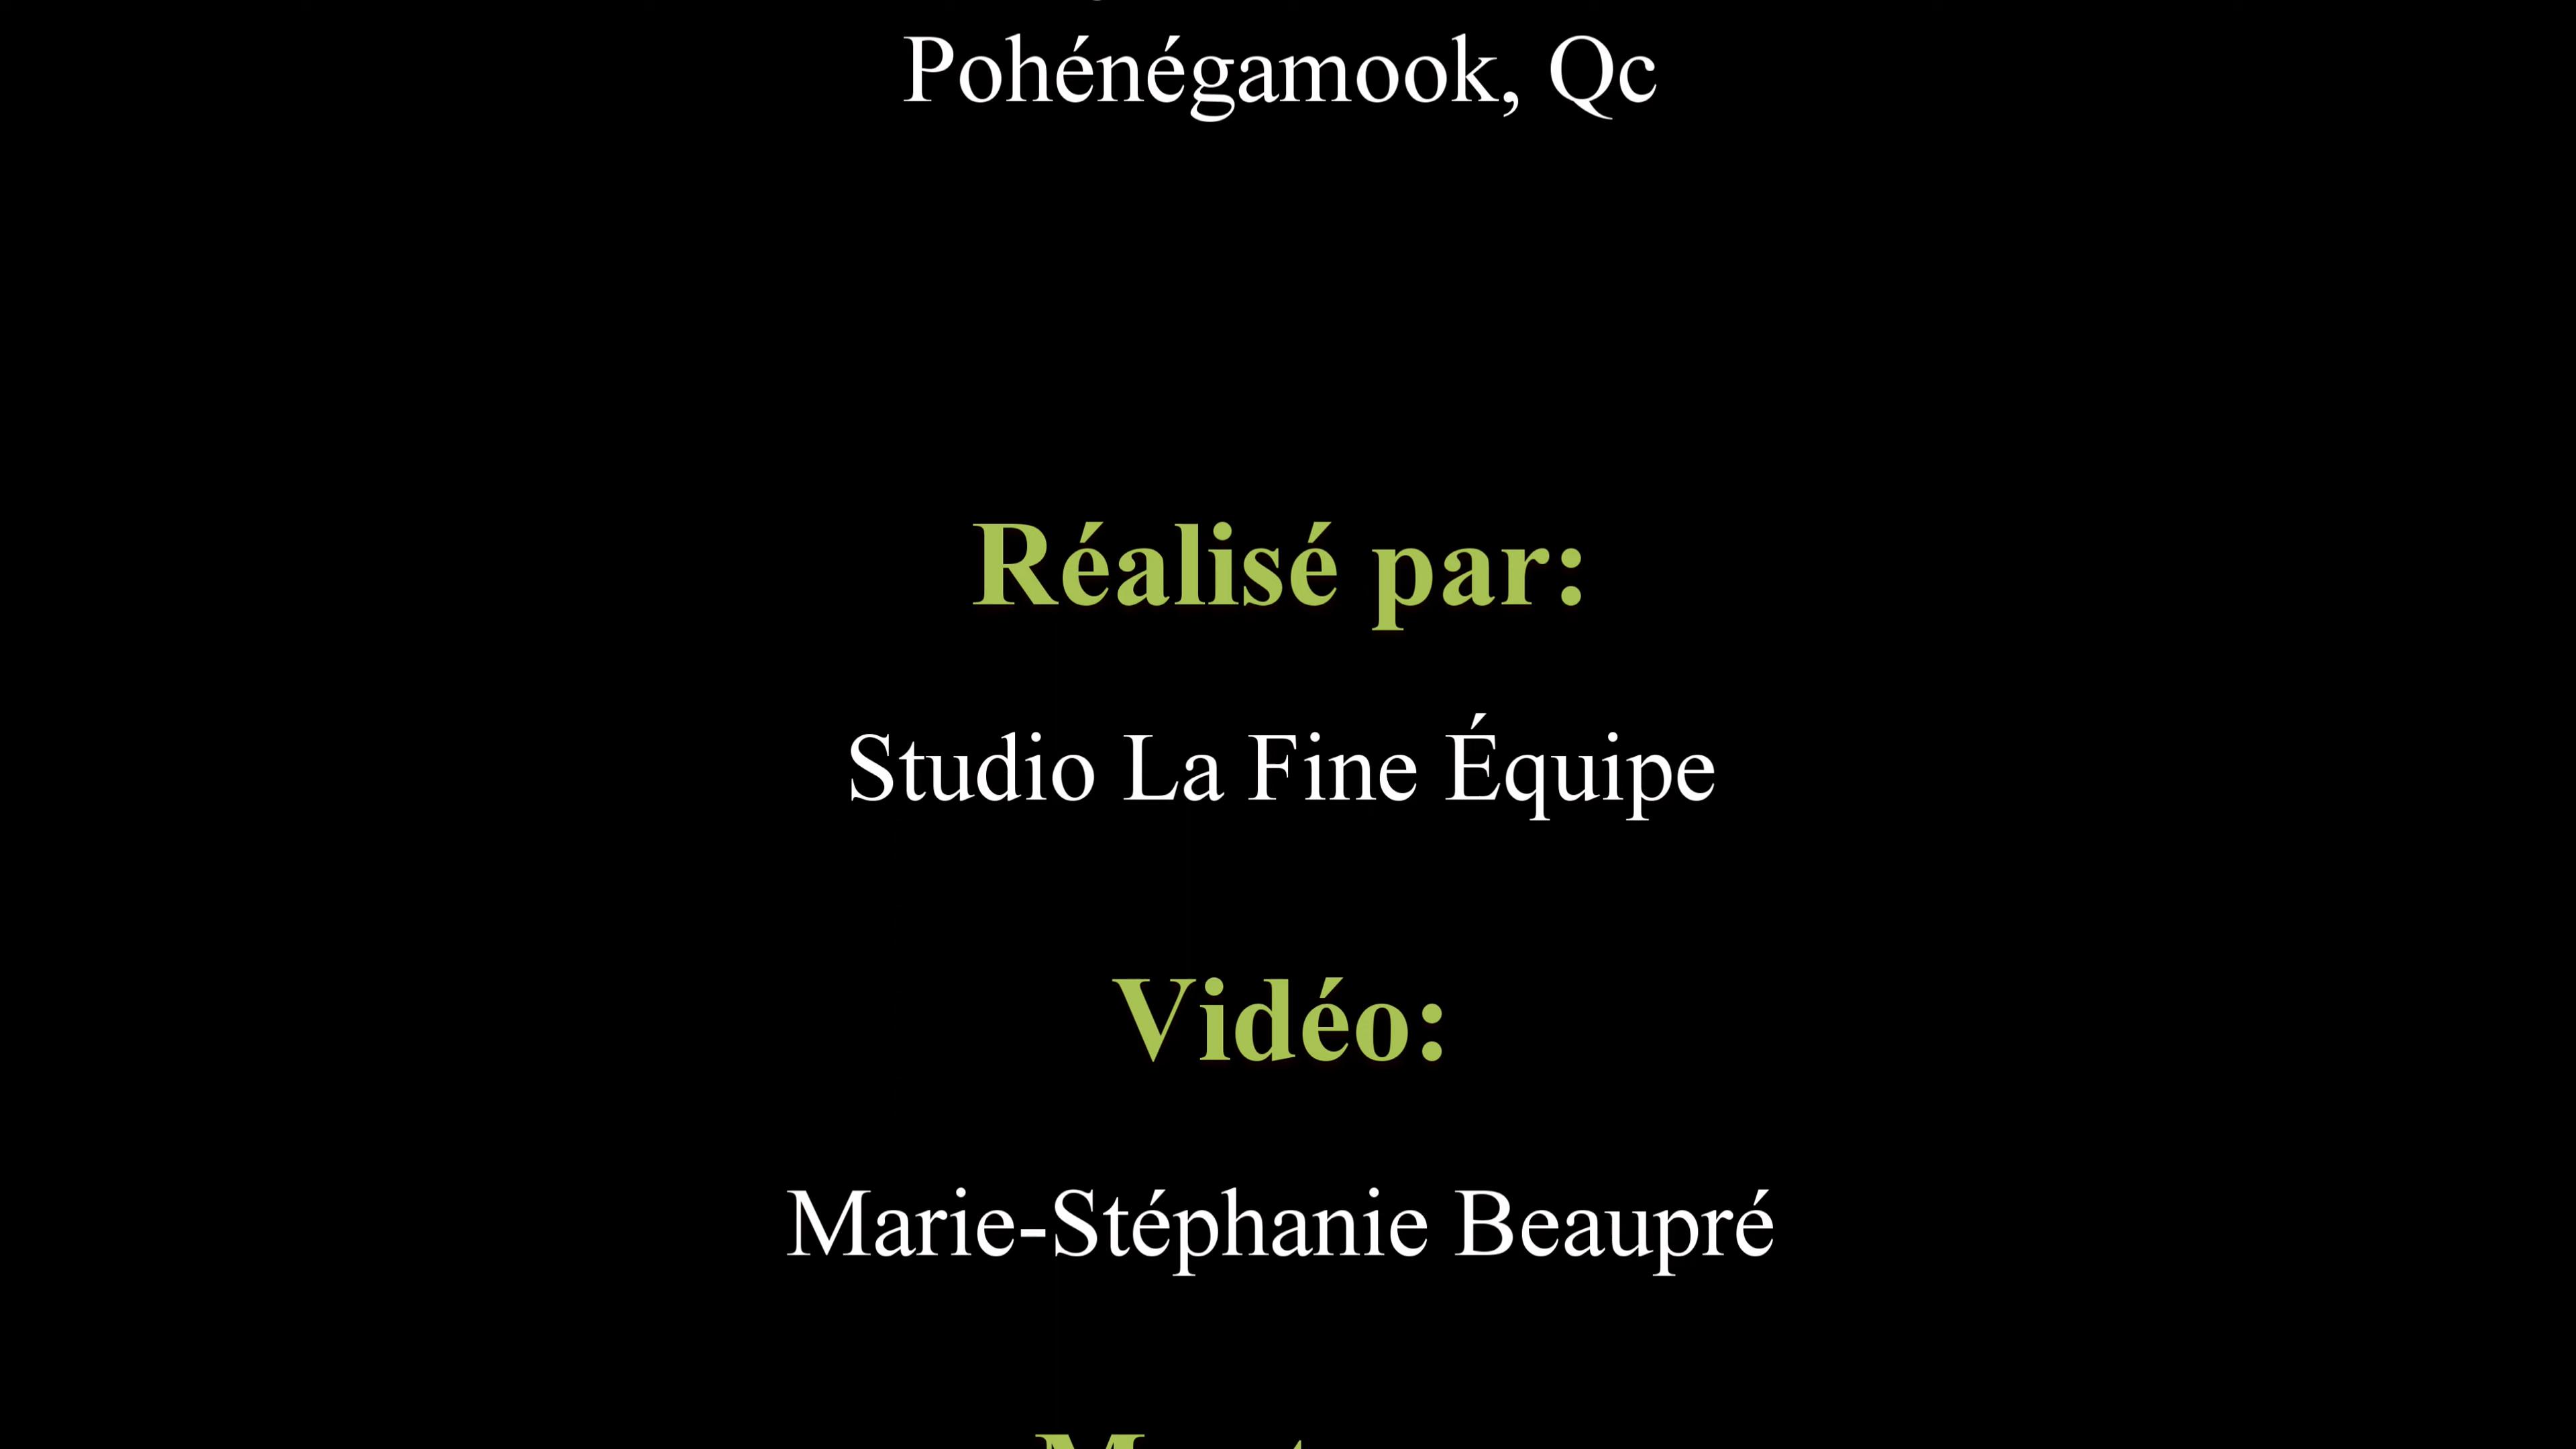 Pohénégamook, Qc
Réalisé par:
Studio La Fine Équipe
Vidéo:
Marie-Stéphanie Beaupré